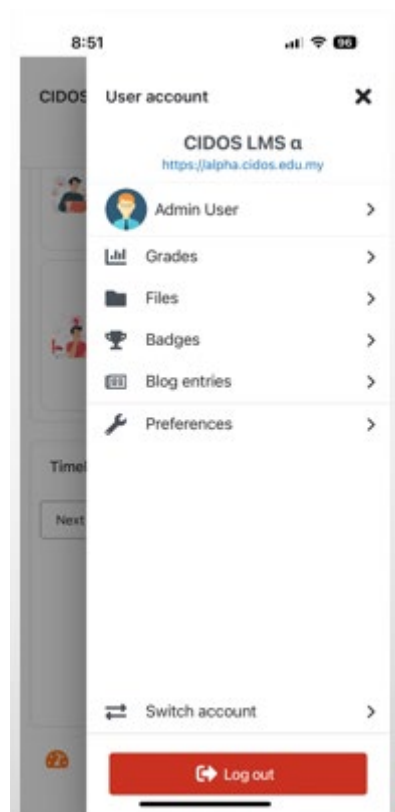 8:51
96
CIDOS
User account
CIDOS LMS α
https://alpha.cidos.edu.my
Admin User
Grades
Files
Badges
Blog entries
Preferences
Timel
Next
Switch account
Log out